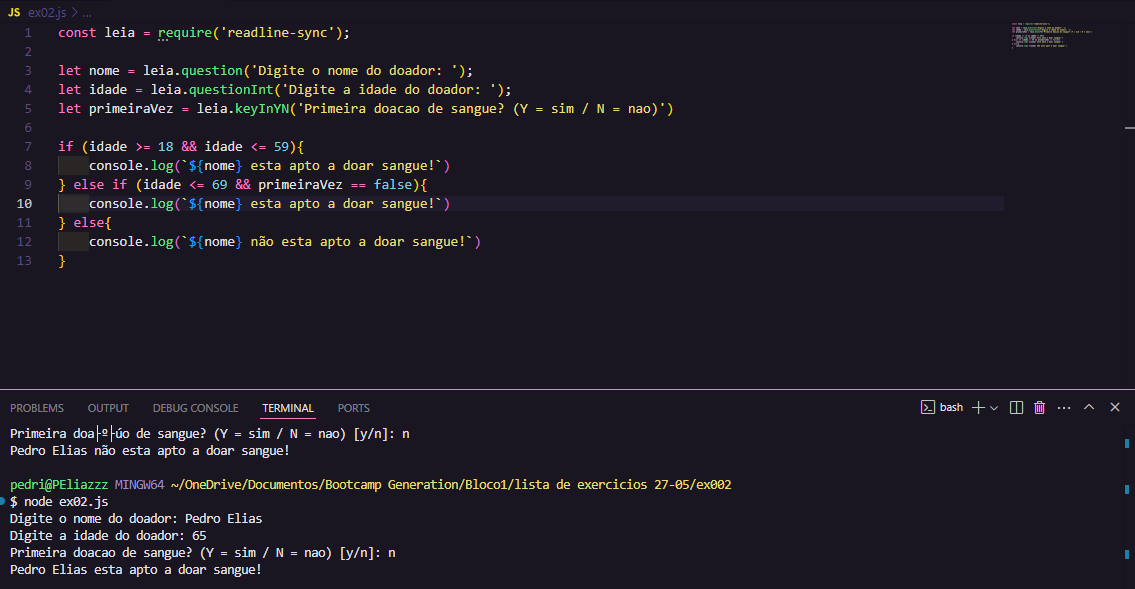 JS ex02.js > ...
1 const leia = require('readline-sync');
2
3 let nome = leia.question('Digite o nome do doador: ');
4 let idade = leia.questionInt('Digite a idade do doador: ');
5 let primeiraVez = leia.keyInYN('Primeira doacao de sangue? (Y = sim / N = nao)')
6
7 if (idade >= 18 && idade <= 59){
8 console.log(`${nome} esta apto a doar sangue!`)
9 } else if (idade <= 69 && primeiraVez == false){
10 console.log(`${nome} esta apto a doar sangue!`)
11 } else{
12 console.log(`${nome} não esta apto a doar sangue!`)
13 }
PROBLEMS OUTPUT DEBUG CONSOLE TERMINAL PORTS bash
Primeira doa├º├úo de sangue? (Y = sim / N = nao) [y/n]: n
Pedro Elias não esta apto a doar sangue!
pedri@PEliazzz MINGW64 ~/OneDrive/Documentos/Bootcamp Generation/Bloco1/lista de exercicios 27-05/ex002
$ node ex02.js
Digite o nome do doador: Pedro Elias
Digite a idade do doador: 65
Primeira doacao de sangue? (Y = sim / N = nao) [y/n]: n
Pedro Elias esta apto a doar sangue!